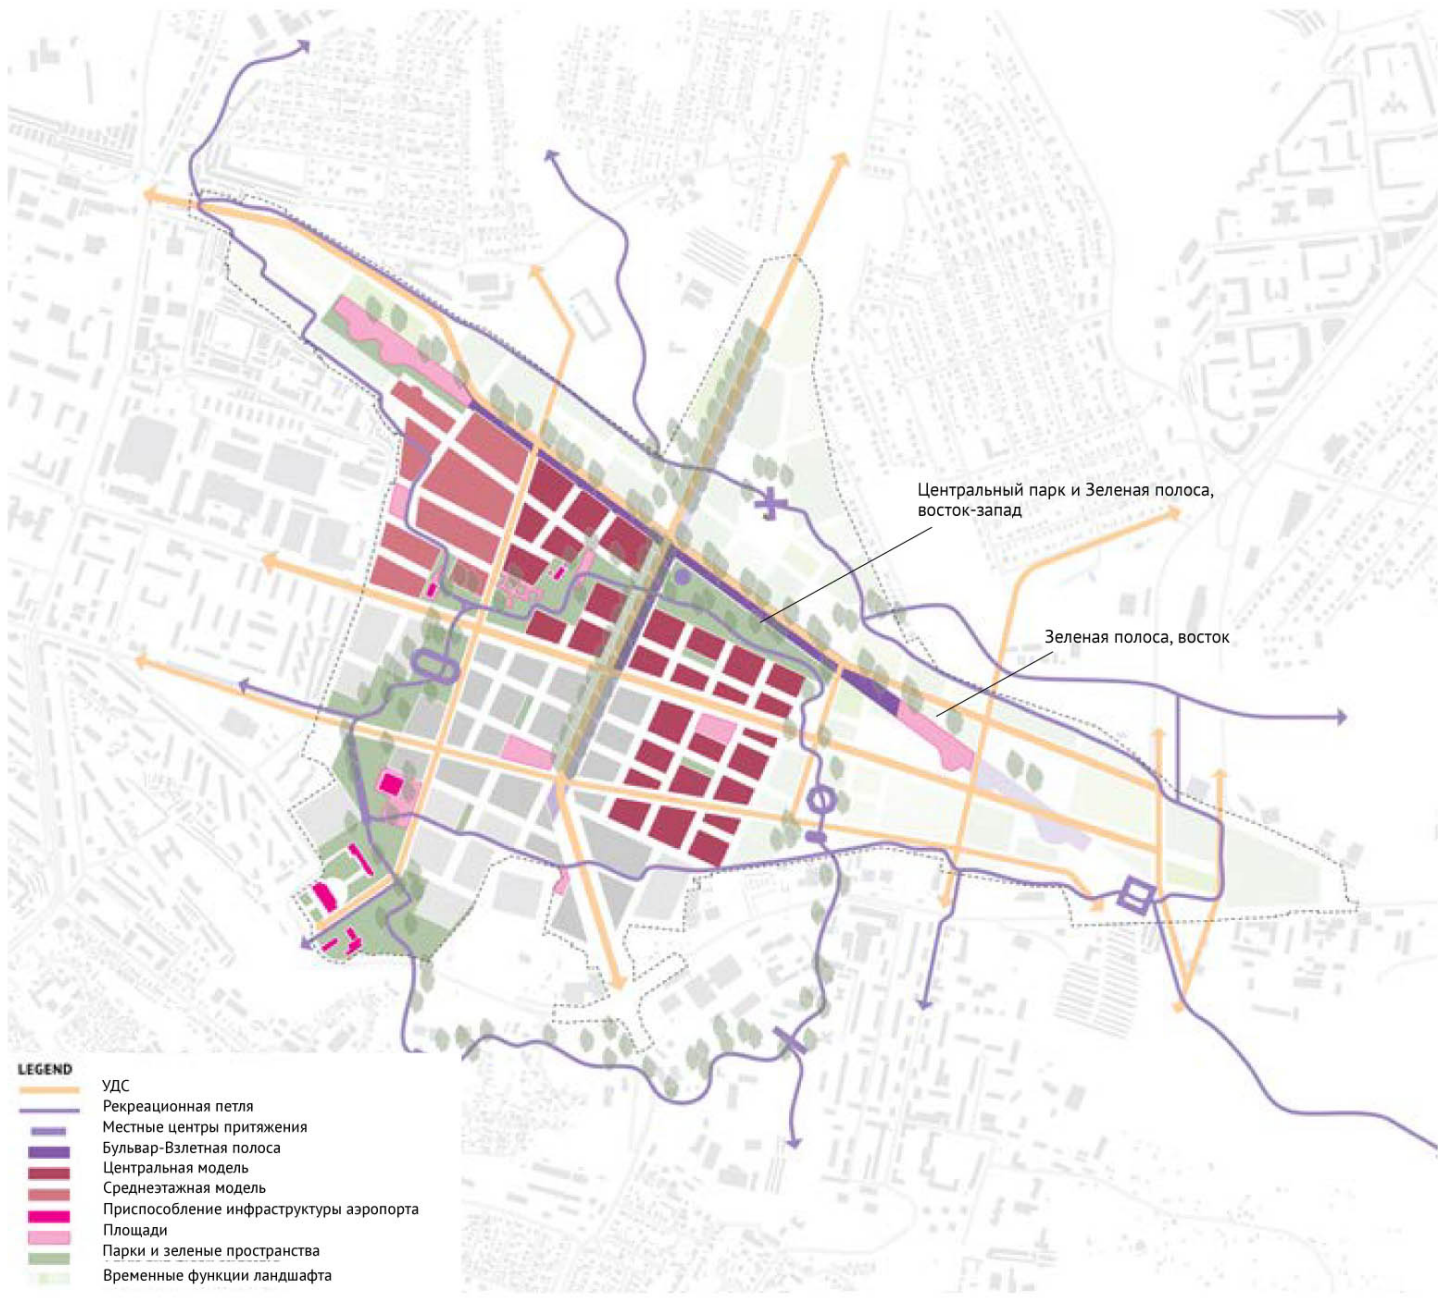 Центральный парк и Зеленая полоса,
восток-запад
Зеленая полоса, восток
LEGEND
УДС
Рекреационная петля
Местные центры притяжения
Бульвар-Взлетная полоса
Центральная модель
Среднеэтажная модель
Приспособление инфраструктуры аэропорта
Площади
Парки и зеленые пространства
Временные функции ландшафта